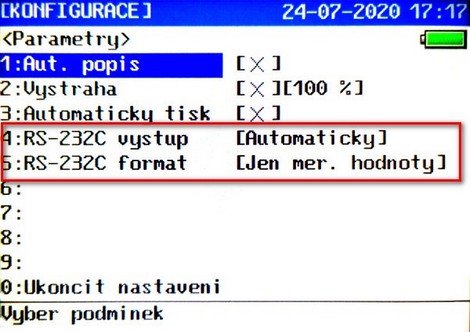 [KONFIGURACE] 24-07-2020 17:17
<Parametry>
1:Aut. popis [X]
2:Vystraha [X][100 %]
3:Automaticky tisk [X]
4:RS-232C vystup [Automaticky]
5:RS-232C format [Jen mer. hodnoty]
6:
7:
8:
9:
0:Ukoncit nastaveni
Vyber podminek